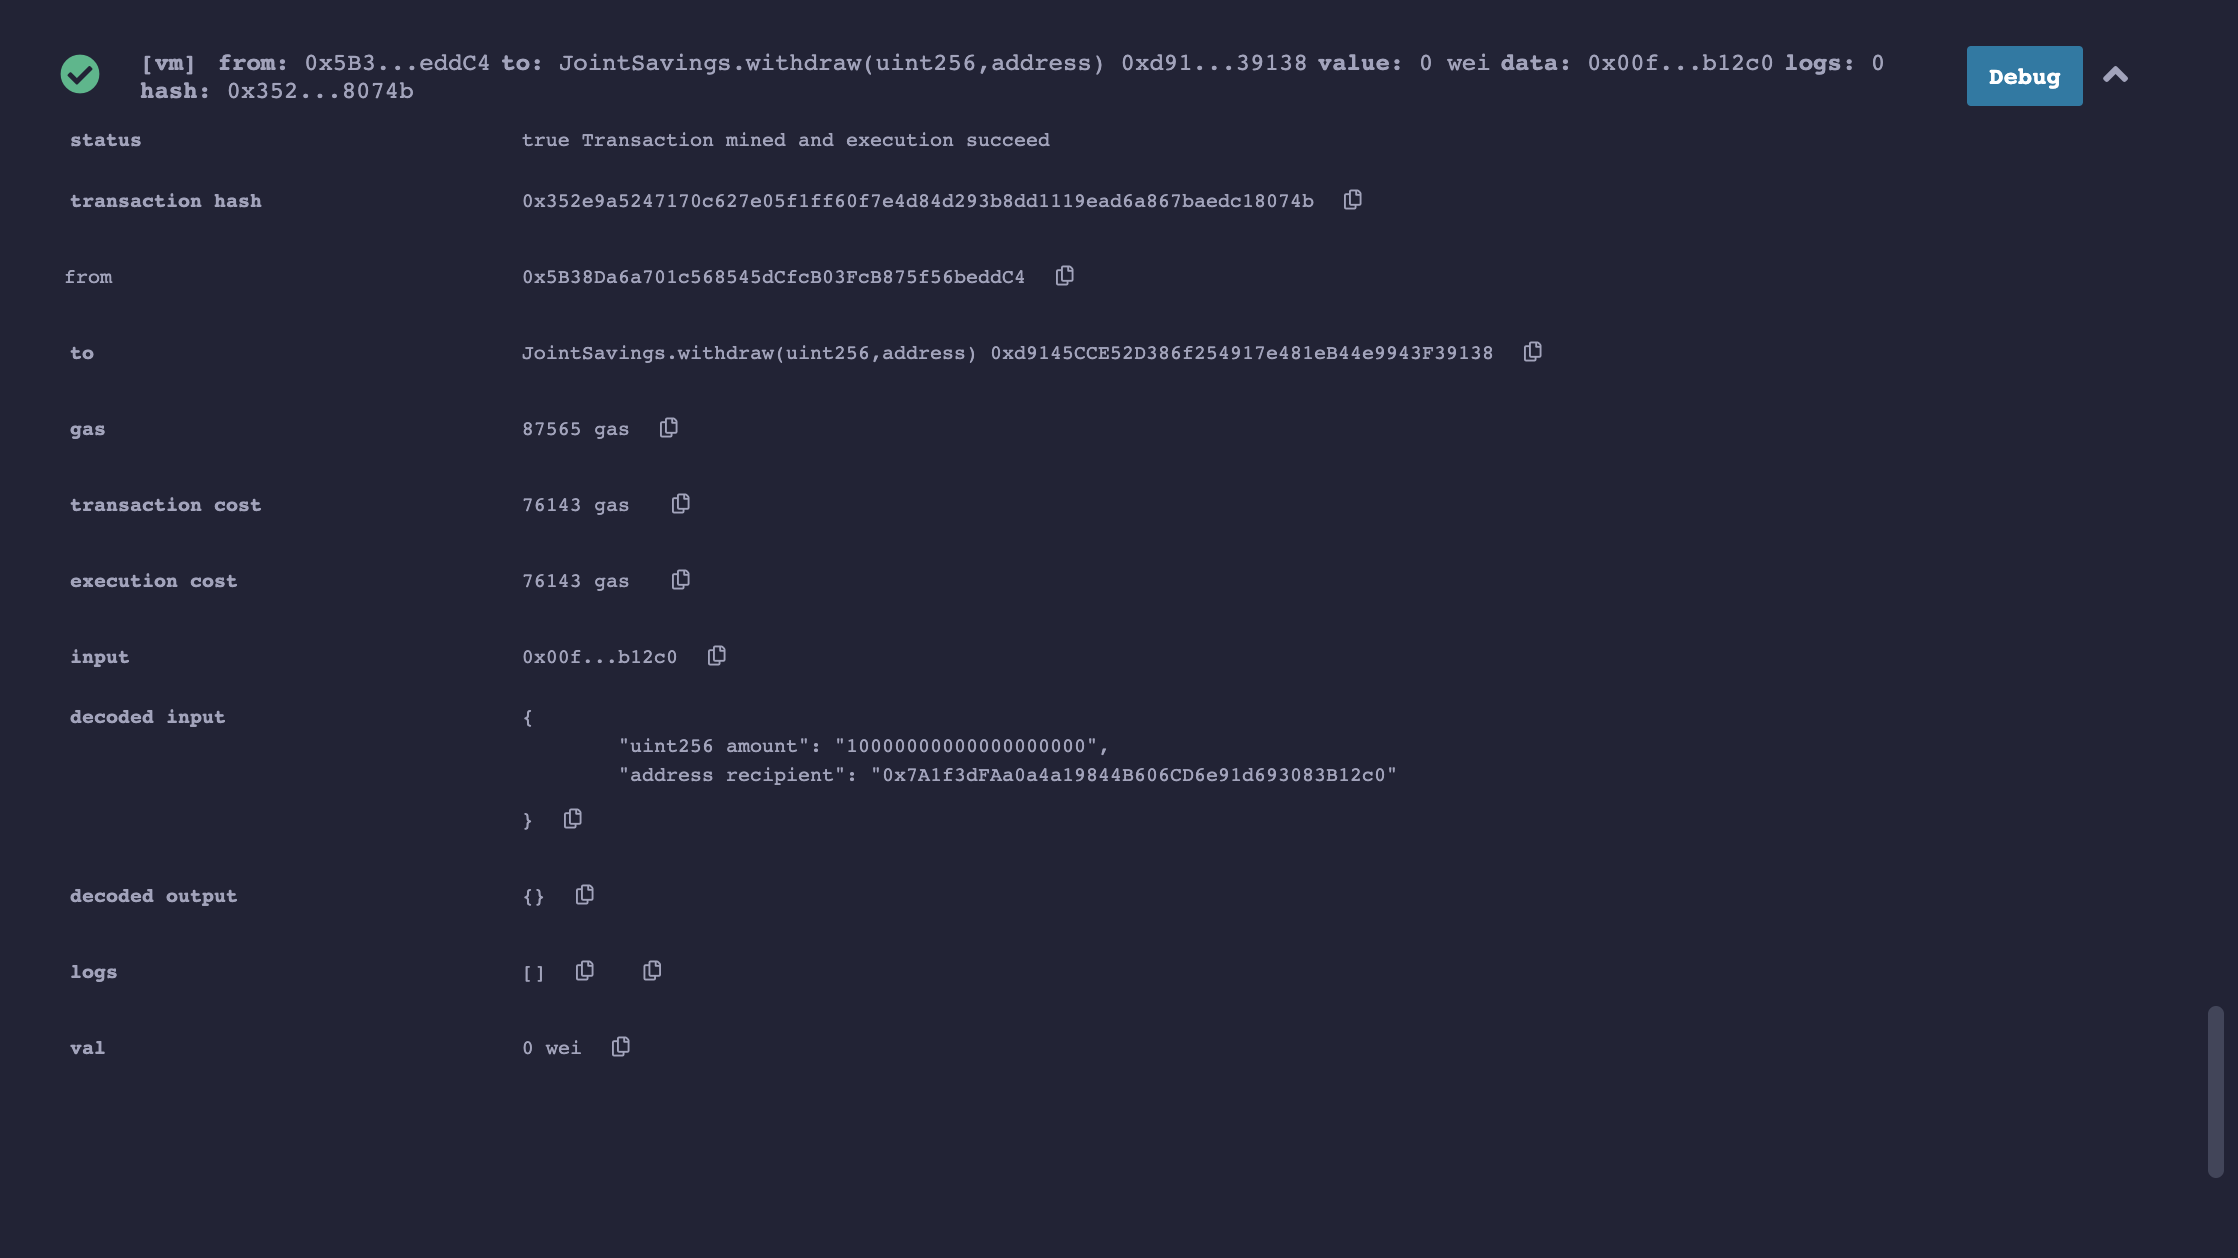 [vm] from: 0x5B3...eddC4 to: JointSavings.withdraw(uint256,address) 0xd91...39138 value: 0 wei data: 0x00f...b12c0 logs: 0
hash: 0x352...8074b
Debug
status true Transaction mined and execution succeed
transaction hash 0x352e9a5247170c627e05f1ff60f7e4d84d293b8dd1119ead6a867baedc18074b
from 0x5B38Da6a701c568545dCfcB03FcB875f56beddC4
to JointSavings.withdraw(uint256,address) 0xd9145CCE52D386f254917e481eB44e9943F39138
gas 87565 gas
transaction cost 76143 gas
execution cost 76143 gas
input 0x00f...b12c0
decoded input {
"uint256 amount": "10000000000000000000",
"address recipient": "0x7A1f3dFAa0a4a19844B606CD6e91d693083B12c0"
}
decoded output {}
logs []
val 0 wei